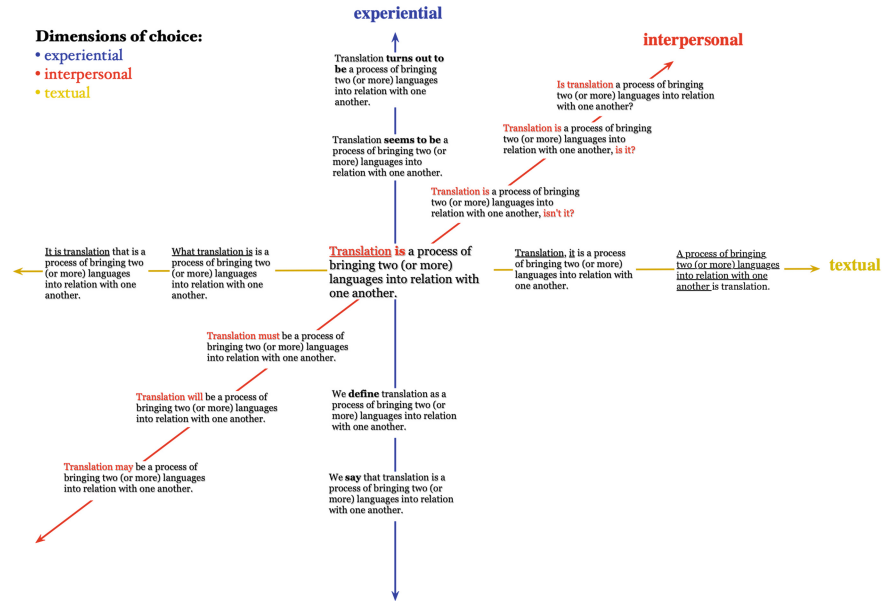 experiential
Dimensions of choice:
• experiential
• interpersonal
• textual
interpersonal
Translation turns out to
be a process of bringing
two (or more) languages
into relation with one
another.
Is translation a process of bringing
two (or more) languages into relation
with one another?
Translation is a process of bringing
two (or more) languages into
relation with one another, is it?
Translation seems to be a
process of bringing two (or
more) languages into
relation with one another.
Translation is a process of bringing
two (or more) languages into
relation with one another, isn't it?
It is translation that is a
process of bringing two
(or more) languages
into relation with one
another.
What translation is is a
process of bringing two
(or more) languages
into relation with one
another.
Translation is a process of
bringing two (or more)
languages into relation with
one another.
Translation, it is a process
of bringing two (or more)
languages into relation with
one another.
A process of bringing
two (or more) languages
into relation with one
another is translation.
textual
Translation must be a process of
bringing two (or more) languages
into relation with one another.
Translation will be a process of
bringing two (or more) languages
into relation with one another.
Translation may be a process of
bringing two (or more) languages
into relation with one another.
We define translation as a
process of bringing two (or
more) languages into relation
with one another.
We say that translation is a
process of bringing two (or
more) languages into relation
with one another.